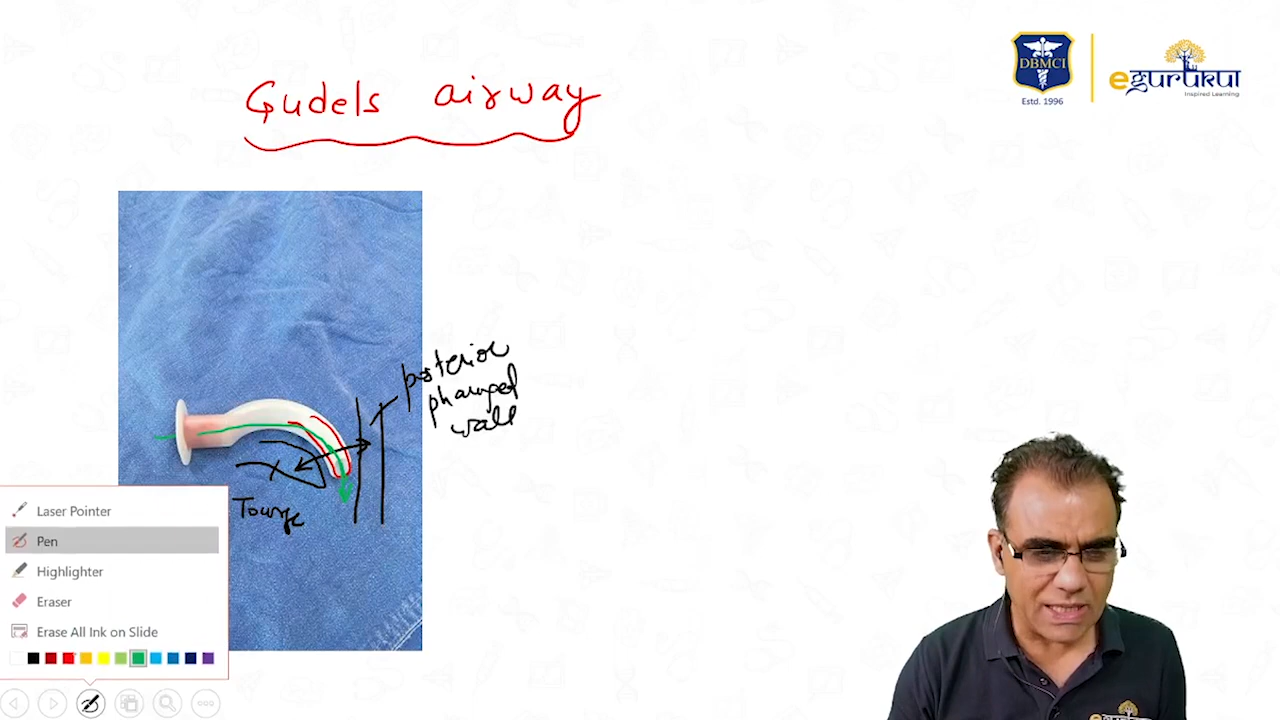 Gudels airway
DBMCI
Estd. 1996
egurukul
Inspired Learning
posterior
pharyngeal
wall
Tounge
Laser Pointer
Pen
Highlighter
Eraser
Erase All Ink on Slide